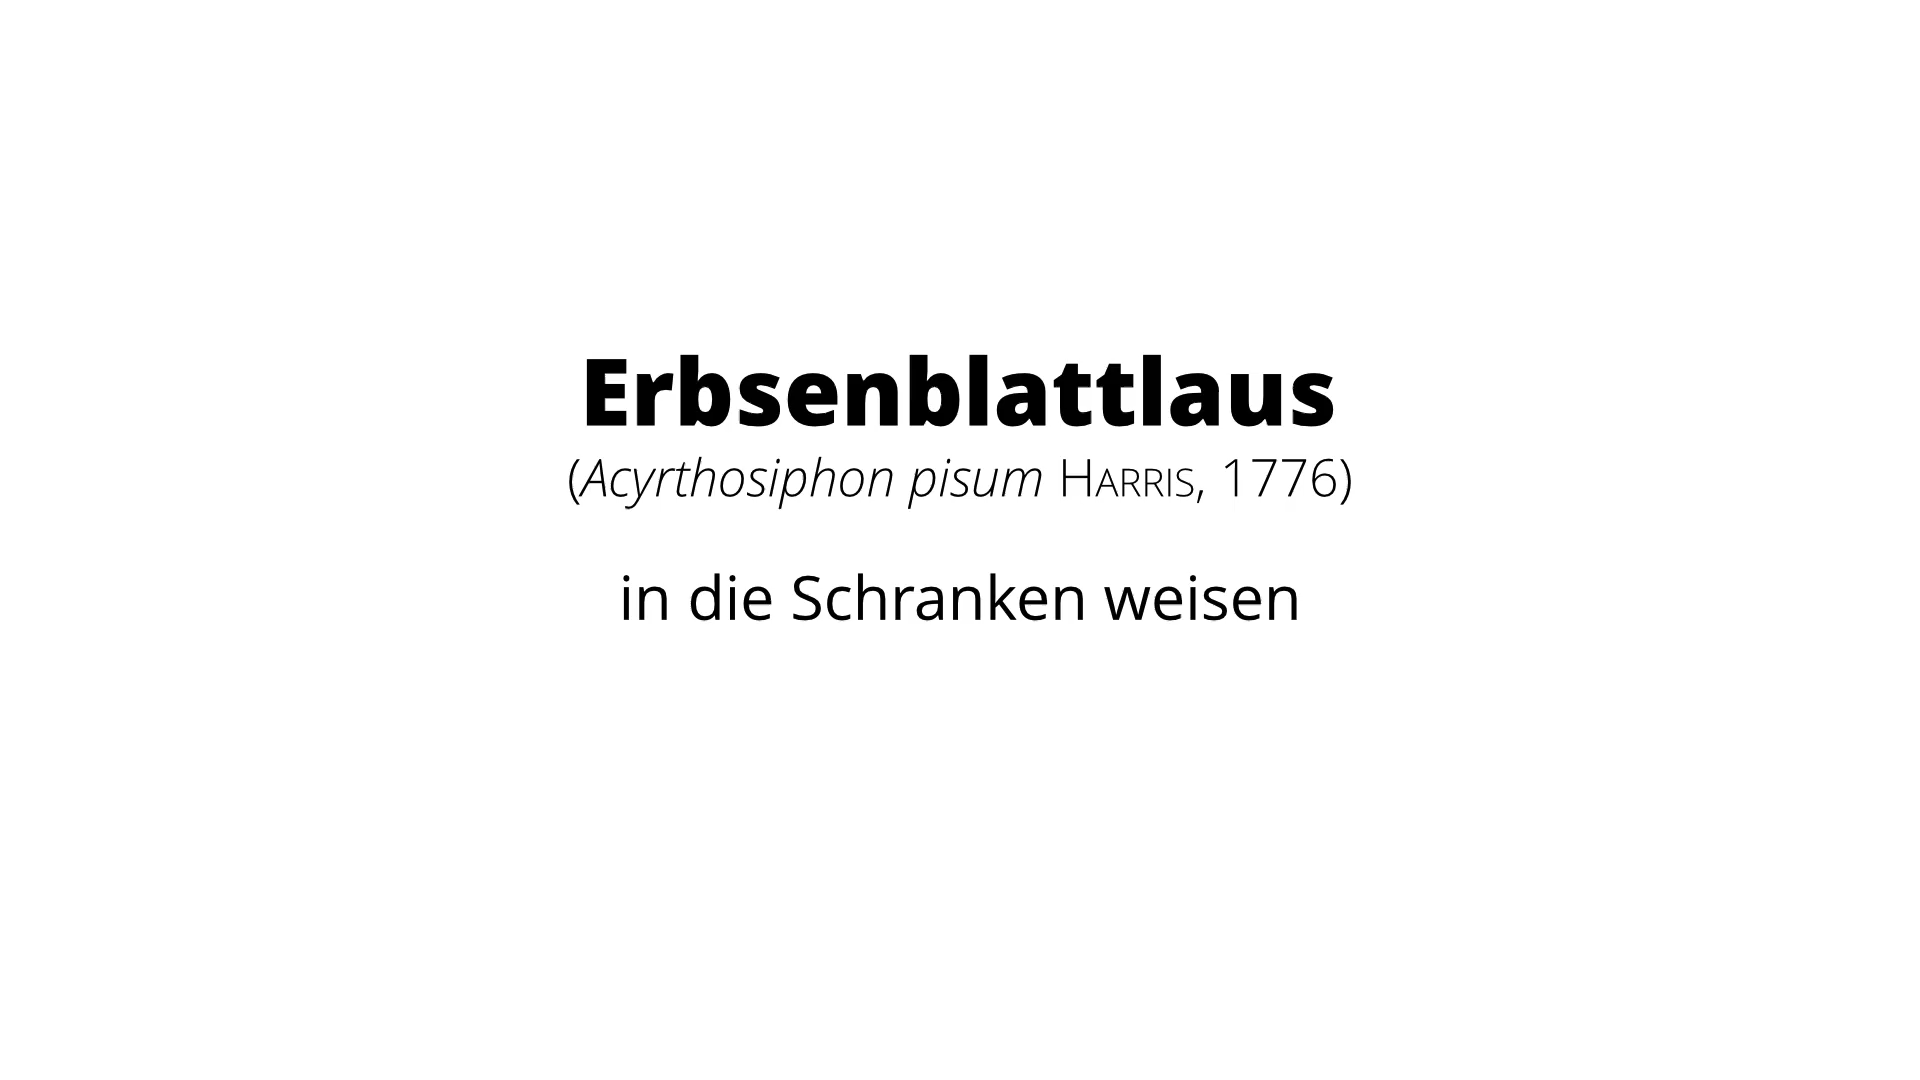 Erbsenblattlaus
(Acyrthosiphon pisum Harris, 1776)
in die Schranken weisen